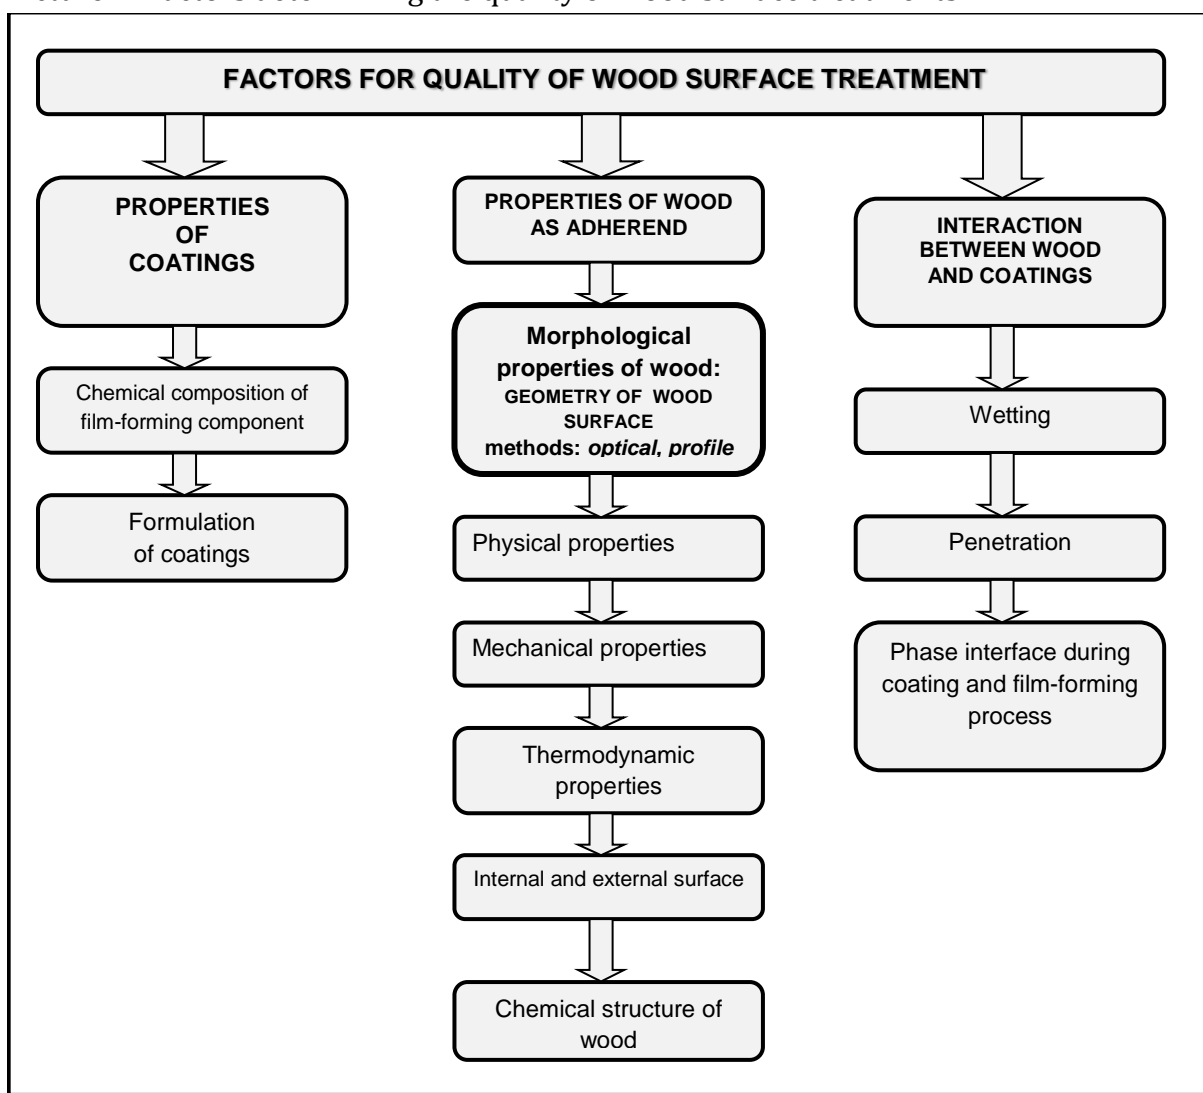 FACTORS FOR QUALITY OF WOOD SURFACE TREATMENT
PROPERTIES
OF
COATINGS
Chemical composition of
film-forming component
Formulation
of coatings
PROPERTIES OF WOOD
AS ADHEREND
Morphological
properties of wood:
GEOMETRY OF WOOD
SURFACE
methods: optical, profile
Physical properties
Mechanical properties
Thermodynamic
properties
Internal and external surface
Chemical structure of
wood
INTERACTION
BETWEEN WOOD
AND COATINGS
Wetting
Penetration
Phase interface during
coating and film-forming
process